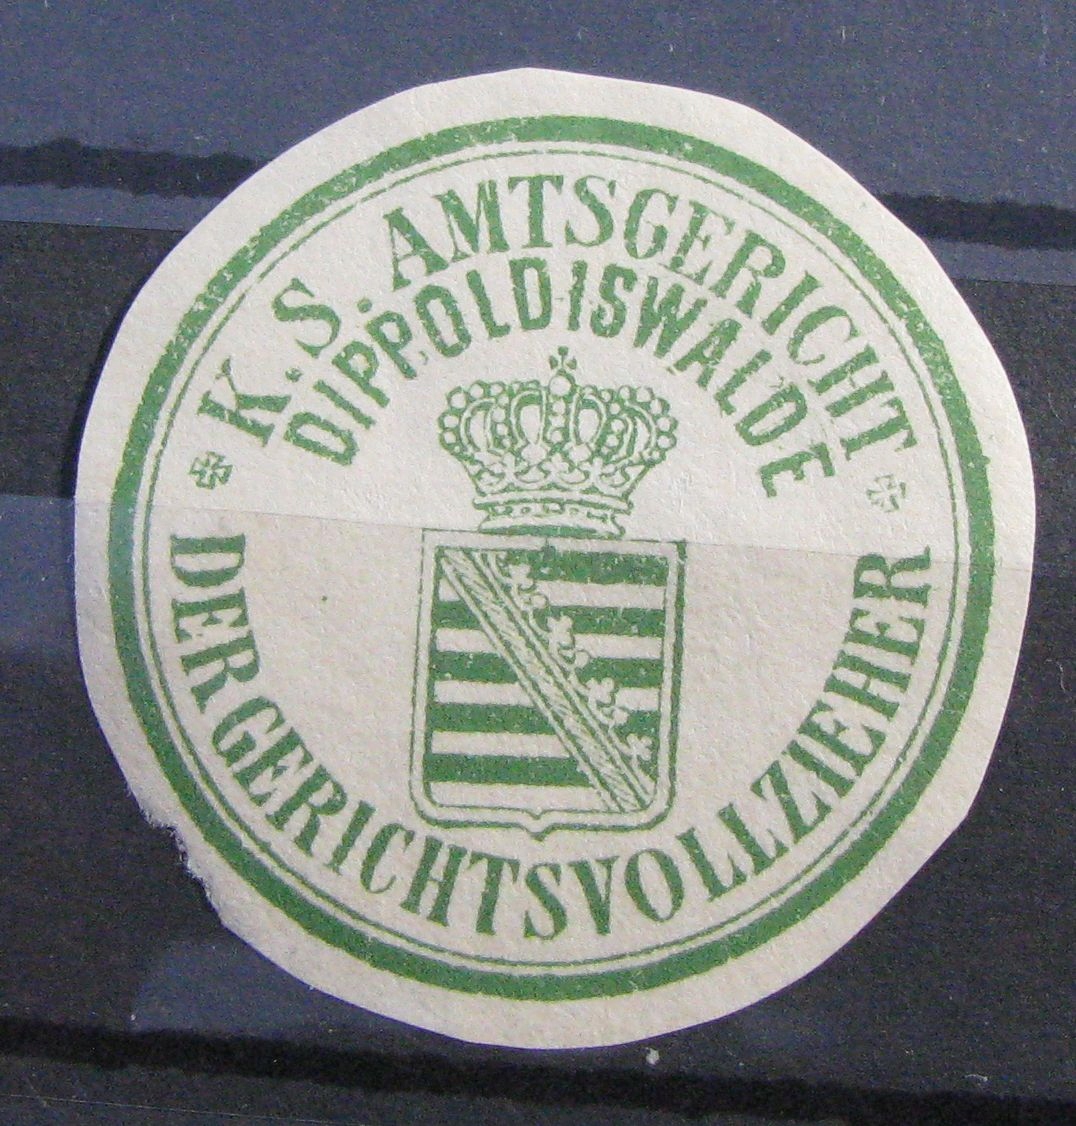 K. S. AMTSGERICHT
DIPPOLDISWALDE
DER GERICHTSVOLLZIEHER